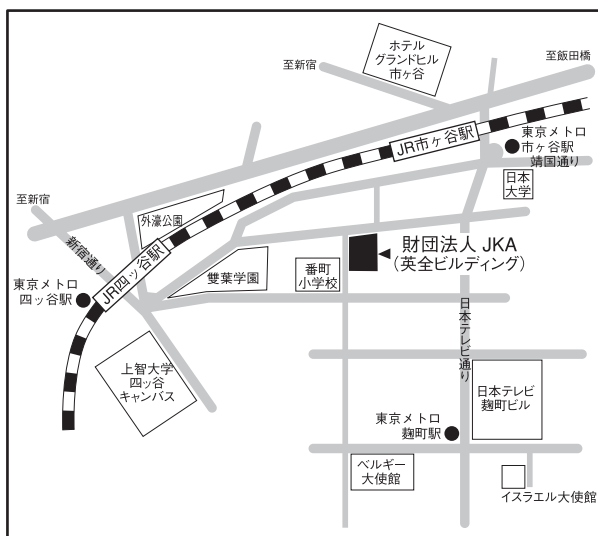 ホテル
グランドヒル
市ヶ谷
至飯田橋
至新宿
JR市ヶ谷駅
東京メトロ
市ヶ谷駅
靖国通り
日本
大学
至新宿
外濠公園
新宿通り
東京メトロ
四ッ谷駅
JR四ッ谷駅
雙葉学園
番町
小学校
財団法人 JKA
(英全ビルディング)
日本テレビ通り
上智大学
四ッ谷
キャンバス
日本テレビ
麹町ビル
東京メトロ
麹町駅
ベルギー
大使館
イスラエル大使館